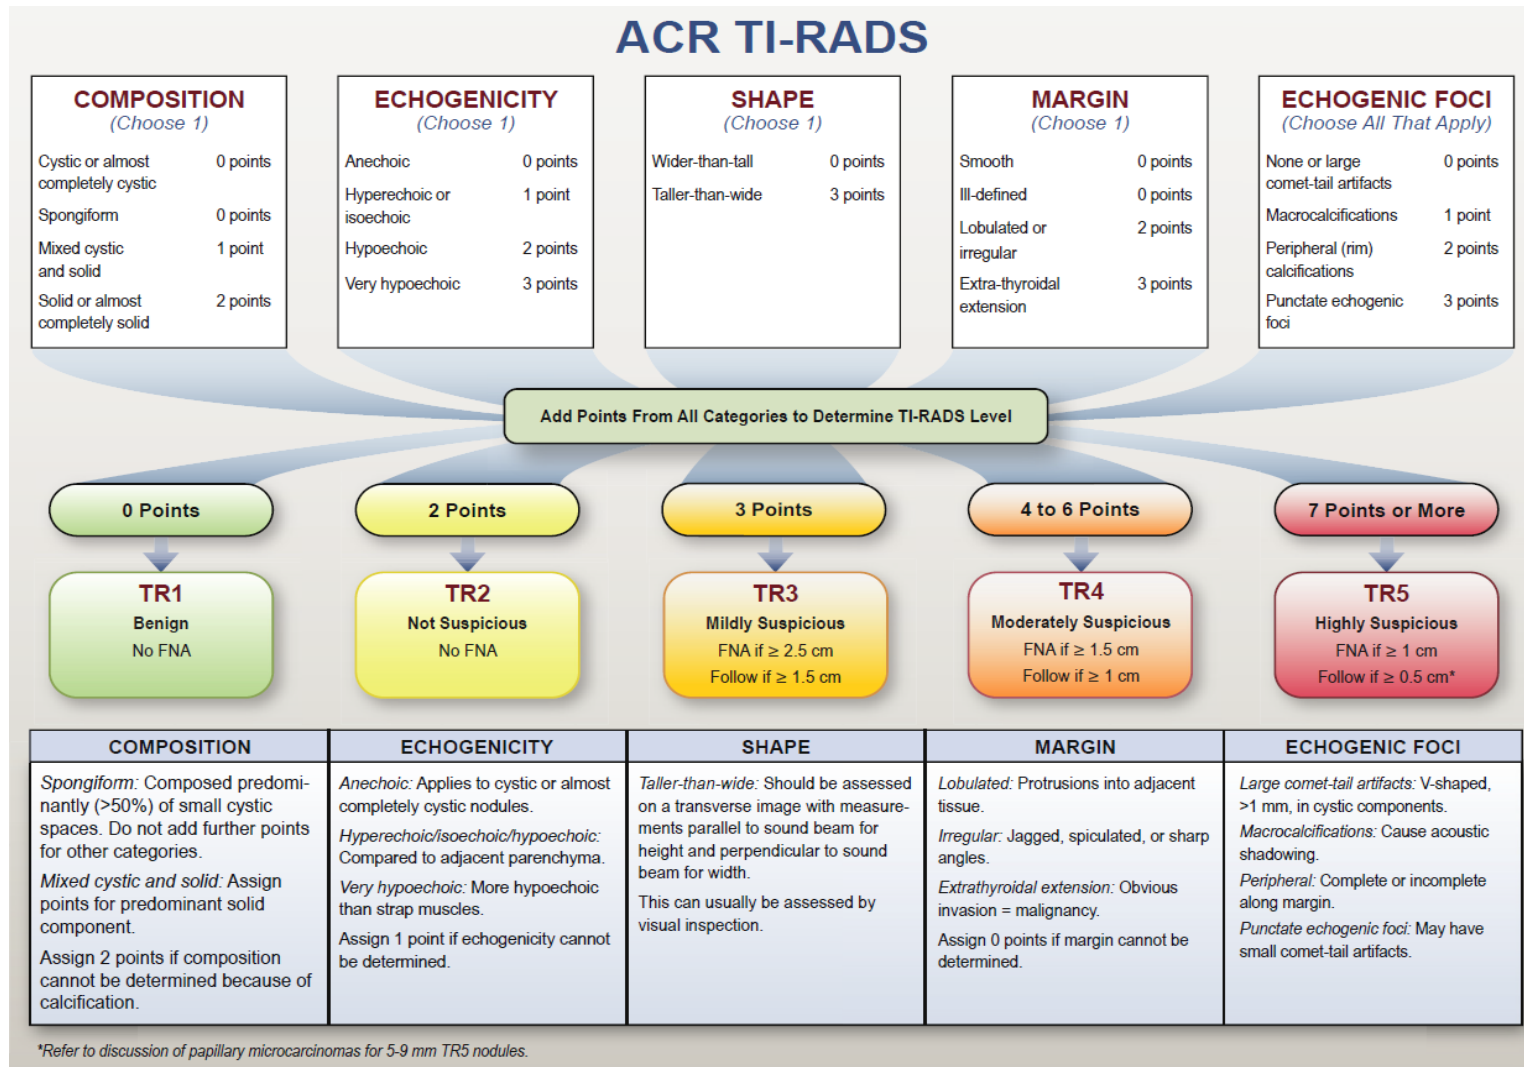 ACR TI-RADS
COMPOSITION
(Choose 1)
Cystic or almost
completely cystic 0 points
Spongiform 0 points
Mixed cystic
and solid 1 point
Solid or almost
completely solid 2 points
ECHOGENICITY
(Choose 1)
Anechoic 0 points
Hyperechoic or
isoechoic 1 point
Hypoechoic 2 points
Very hypoechoic 3 points
SHAPE
(Choose 1)
Wider-than-tall 0 points
Taller-than-wide 3 points
MARGIN
(Choose 1)
Smooth 0 points
Ill-defined 0 points
Lobulated or
irregular 2 points
Extra-thyroidal
extension 3 points
ECHOGENIC FOCI
(Choose All That Apply)
None or large
comet-tail artifacts 0 points
Macrocalcifications 1 point
Peripheral (rim)
calcifications 2 points
Punctate echogenic
foci 3 points
Add Points From All Categories to Determine TI-RADS Level
0 Points
2 Points
3 Points
4 to 6 Points
7 Points or More
TR1
Benign
No FNA
TR2
Not Suspicious
No FNA
TR3
Mildly Suspicious
FNA if ≥ 2.5 cm
Follow if ≥ 1.5 cm
TR4
Moderately Suspicious
FNA if ≥ 1.5 cm
Follow if ≥ 1 cm
TR5
Highly Suspicious
FNA if ≥ 1 cm
Follow if ≥ 0.5 cm*
COMPOSITION
Spongiform: Composed predomi-
nantly (>50%) of small cystic
spaces. Do not add further points
for other categories.
Mixed cystic and solid: Assign
points for predominant solid
component.
Assign 2 points if composition
cannot be determined because of
calcification.
ECHOGENICITY
Anechoic: Applies to cystic or almost
completely cystic nodules.
Hyperechoic/isoechoic/hypoechoic:
Compared to adjacent parenchyma.
Very hypoechoic: More hypoechoic
than strap muscles.
Assign 1 point if echogenicity cannot
be determined.
SHAPE
Taller-than-wide: Should be assessed
on a transverse image with measure-
ments parallel to sound beam for
height and perpendicular to sound
beam for width.
This can usually be assessed by
visual inspection.
MARGIN
Lobulated: Protrusions into adjacent
tissue.
Irregular: Jagged, spiculated, or sharp
angles.
Extrathyroidal extension: Obvious
invasion = malignancy.
Assign 0 points if margin cannot be
determined.
ECHOGENIC FOCI
Large comet-tail artifacts: V-shaped,
>1 mm, in cystic components.
Macrocalcifications: Cause acoustic
shadowing.
Peripheral: Complete or incomplete
along margin.
Punctate echogenic foci: May have
small comet-tail artifacts.
*Refer to discussion of papillary microcarcinomas for 5-9 mm TR5 nodules.